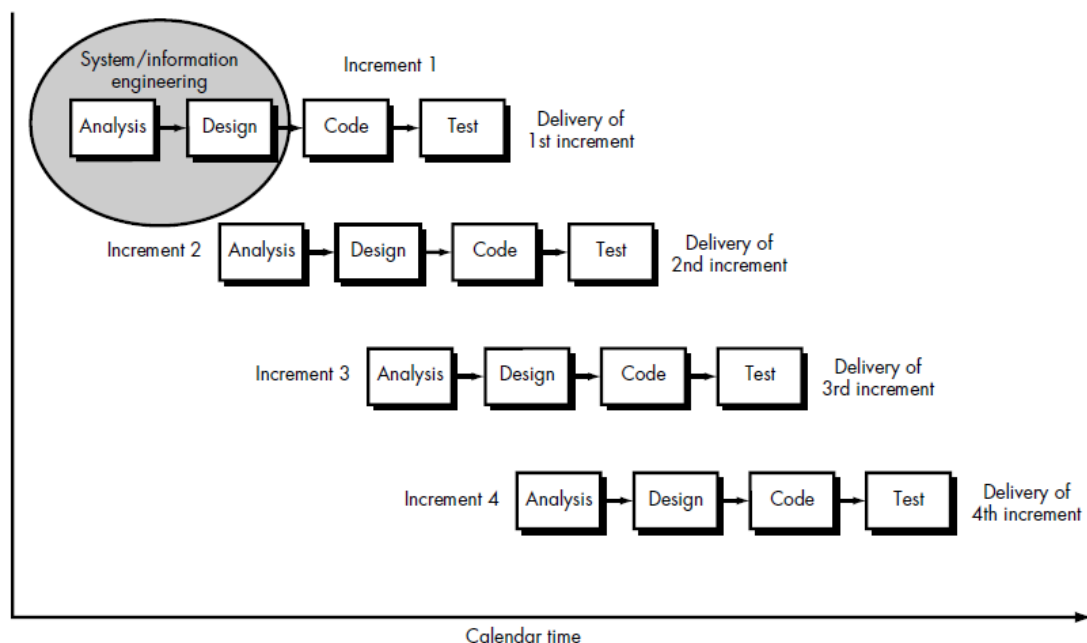 System/information
engineering
Increment 1
Analysis
Design
Code
Test
Delivery of
1st increment
Increment 2
Analysis
Design
Code
Test
Delivery of
2nd increment
Increment 3
Analysis
Design
Code
Test
Delivery of
3rd increment
Increment 4
Analysis
Design
Code
Test
Delivery of
4th increment
Calendar time